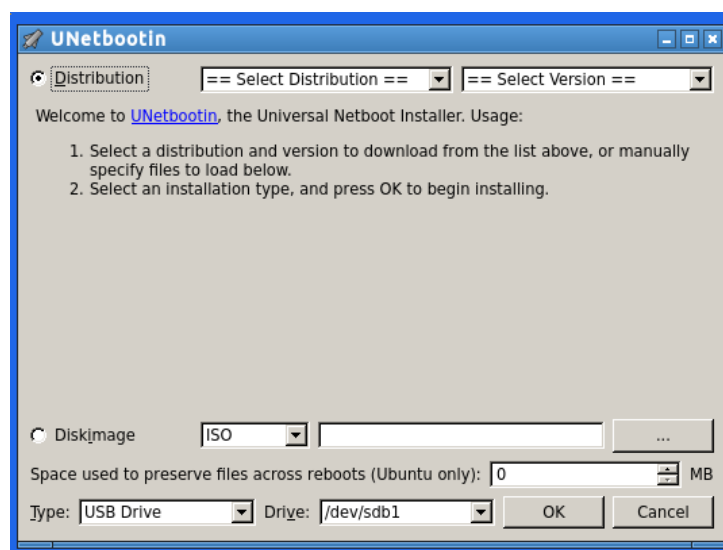 UNetbootin
Distribution == Select Distribution == == Select Version ==
Welcome to UNetbootin, the Universal Netboot Installer. Usage:
1. Select a distribution and version to download from the list above, or manually
specify files to load below.
2. Select an installation type, and press OK to begin installing.
Diskimage ISO ...
Space used to preserve files across reboots (Ubuntu only): 0 MB
Type: USB Drive Drive: /dev/sdb1 OK Cancel